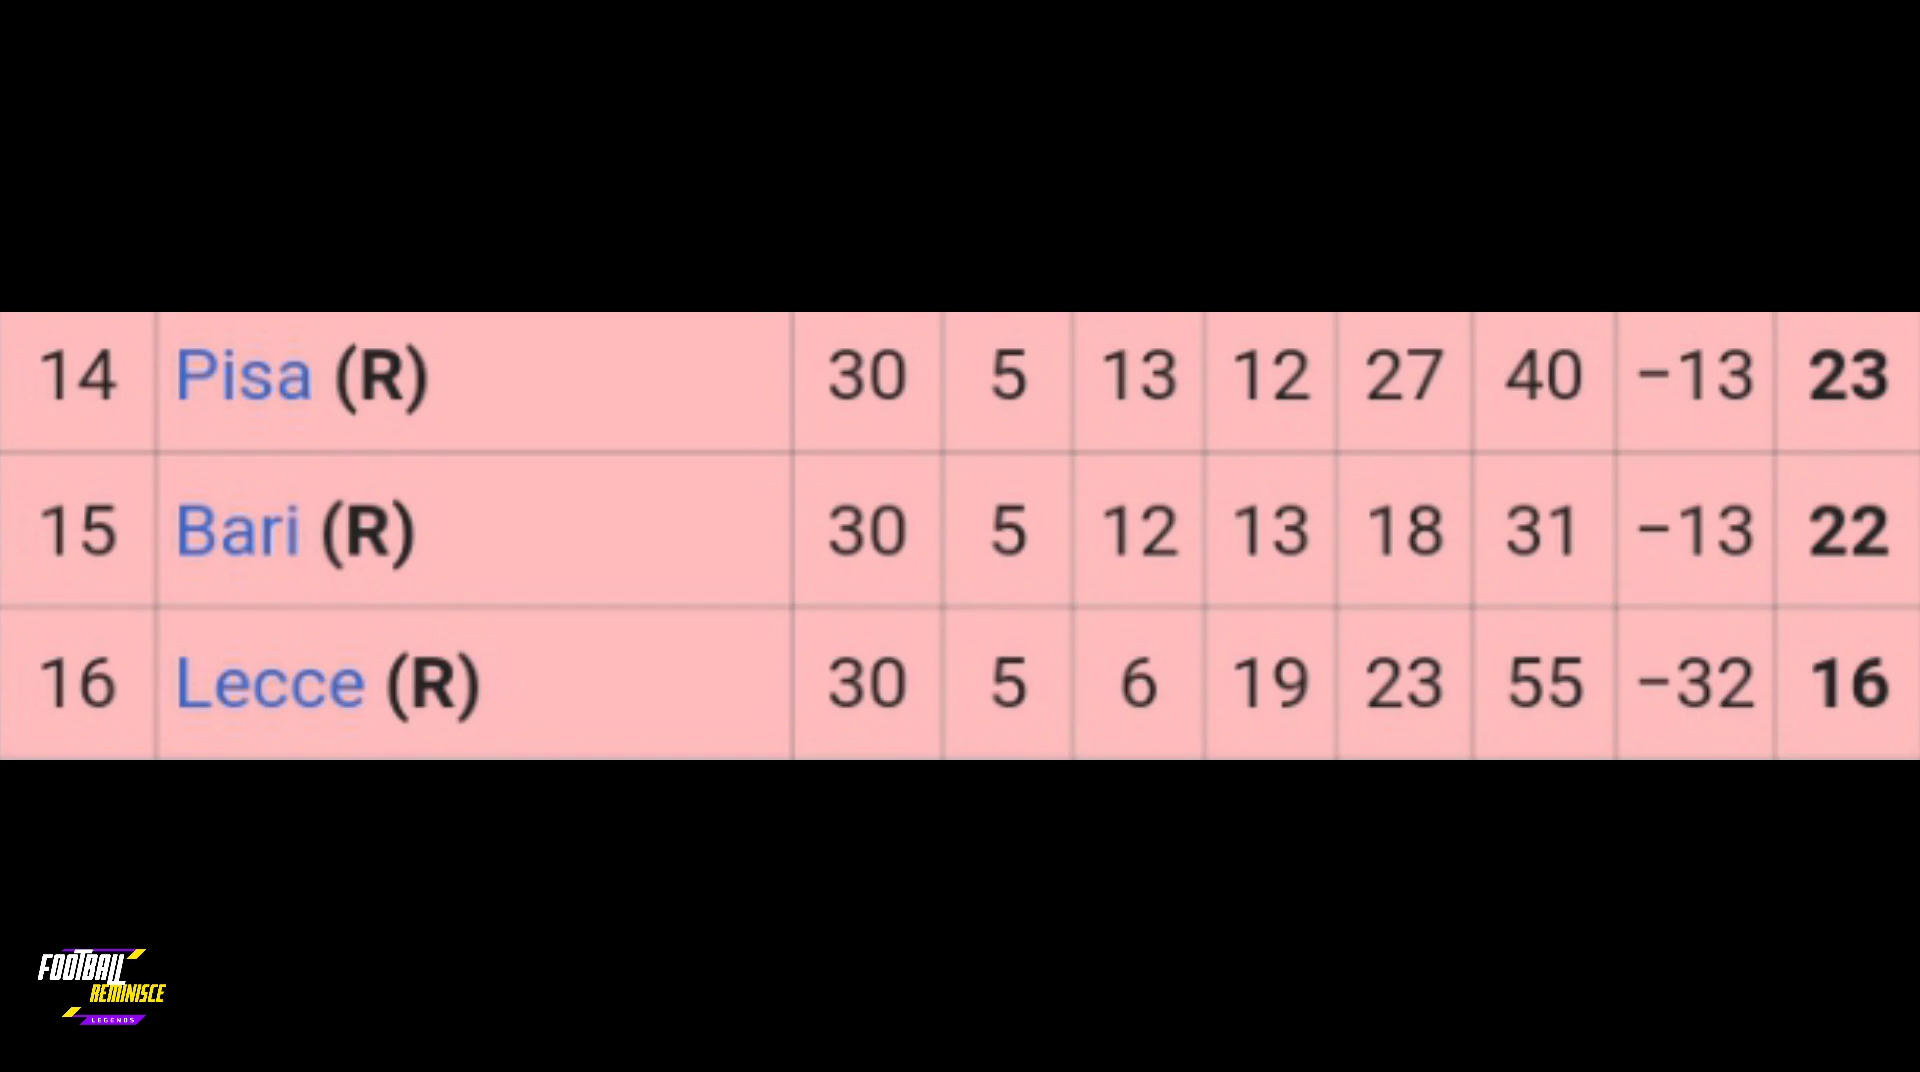 14 Pisa (R) 30 5 13 12 27 40 −13 23
15 Bari (R) 30 5 12 13 18 31 −13 22
16 Lecce (R) 30 5 6 19 23 55 −32 16
FOOTBALL
REMINISCE
LEGENDS